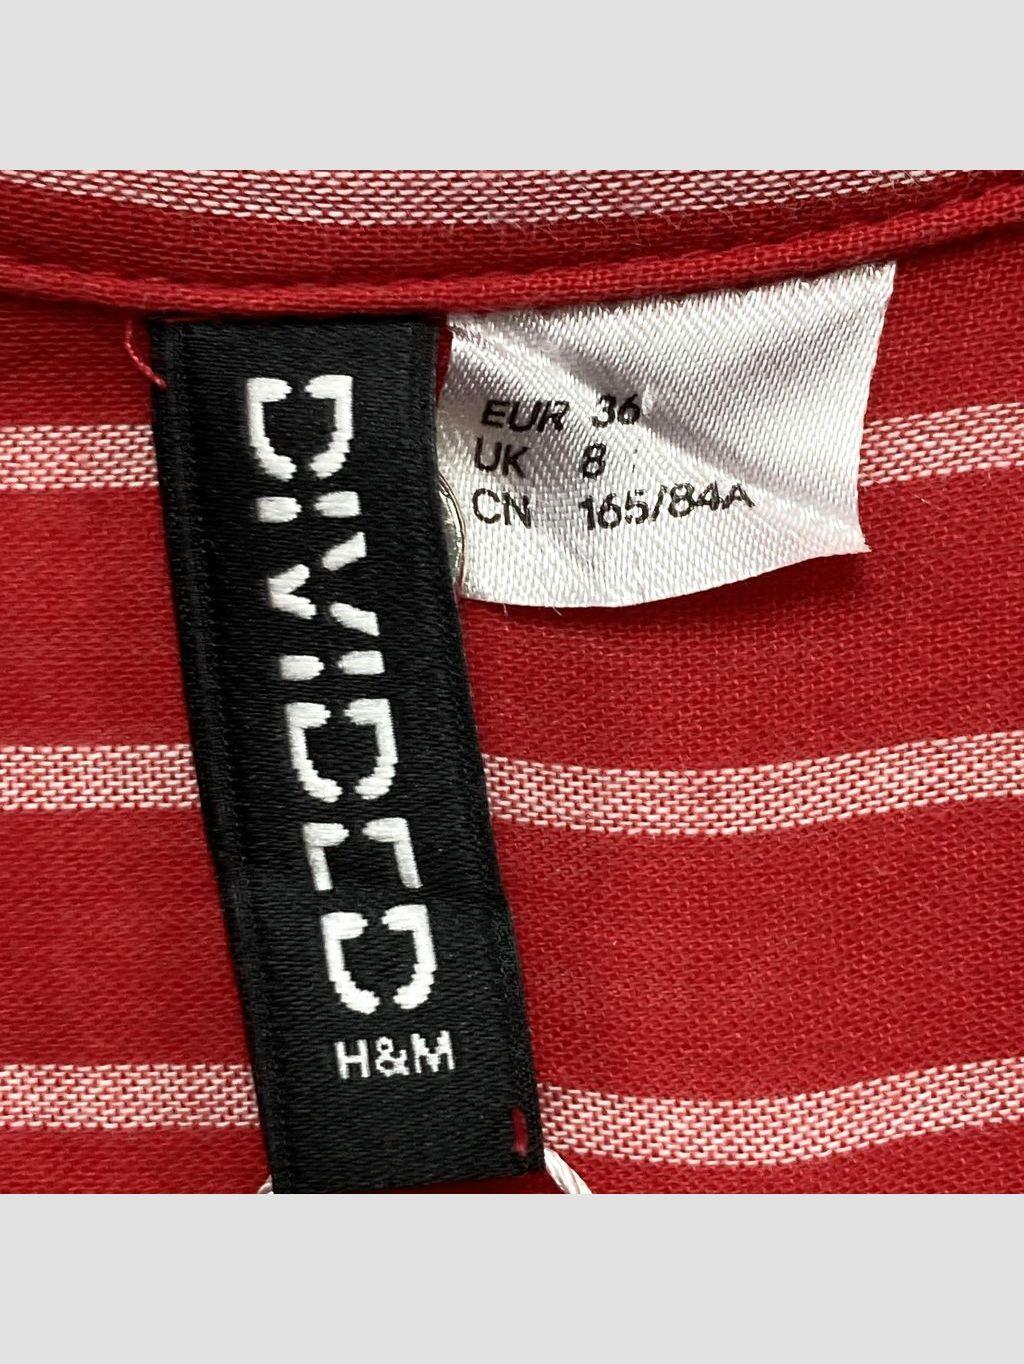 DIVIDED
H&M
EUR 36
UK 8
CN 165/84A